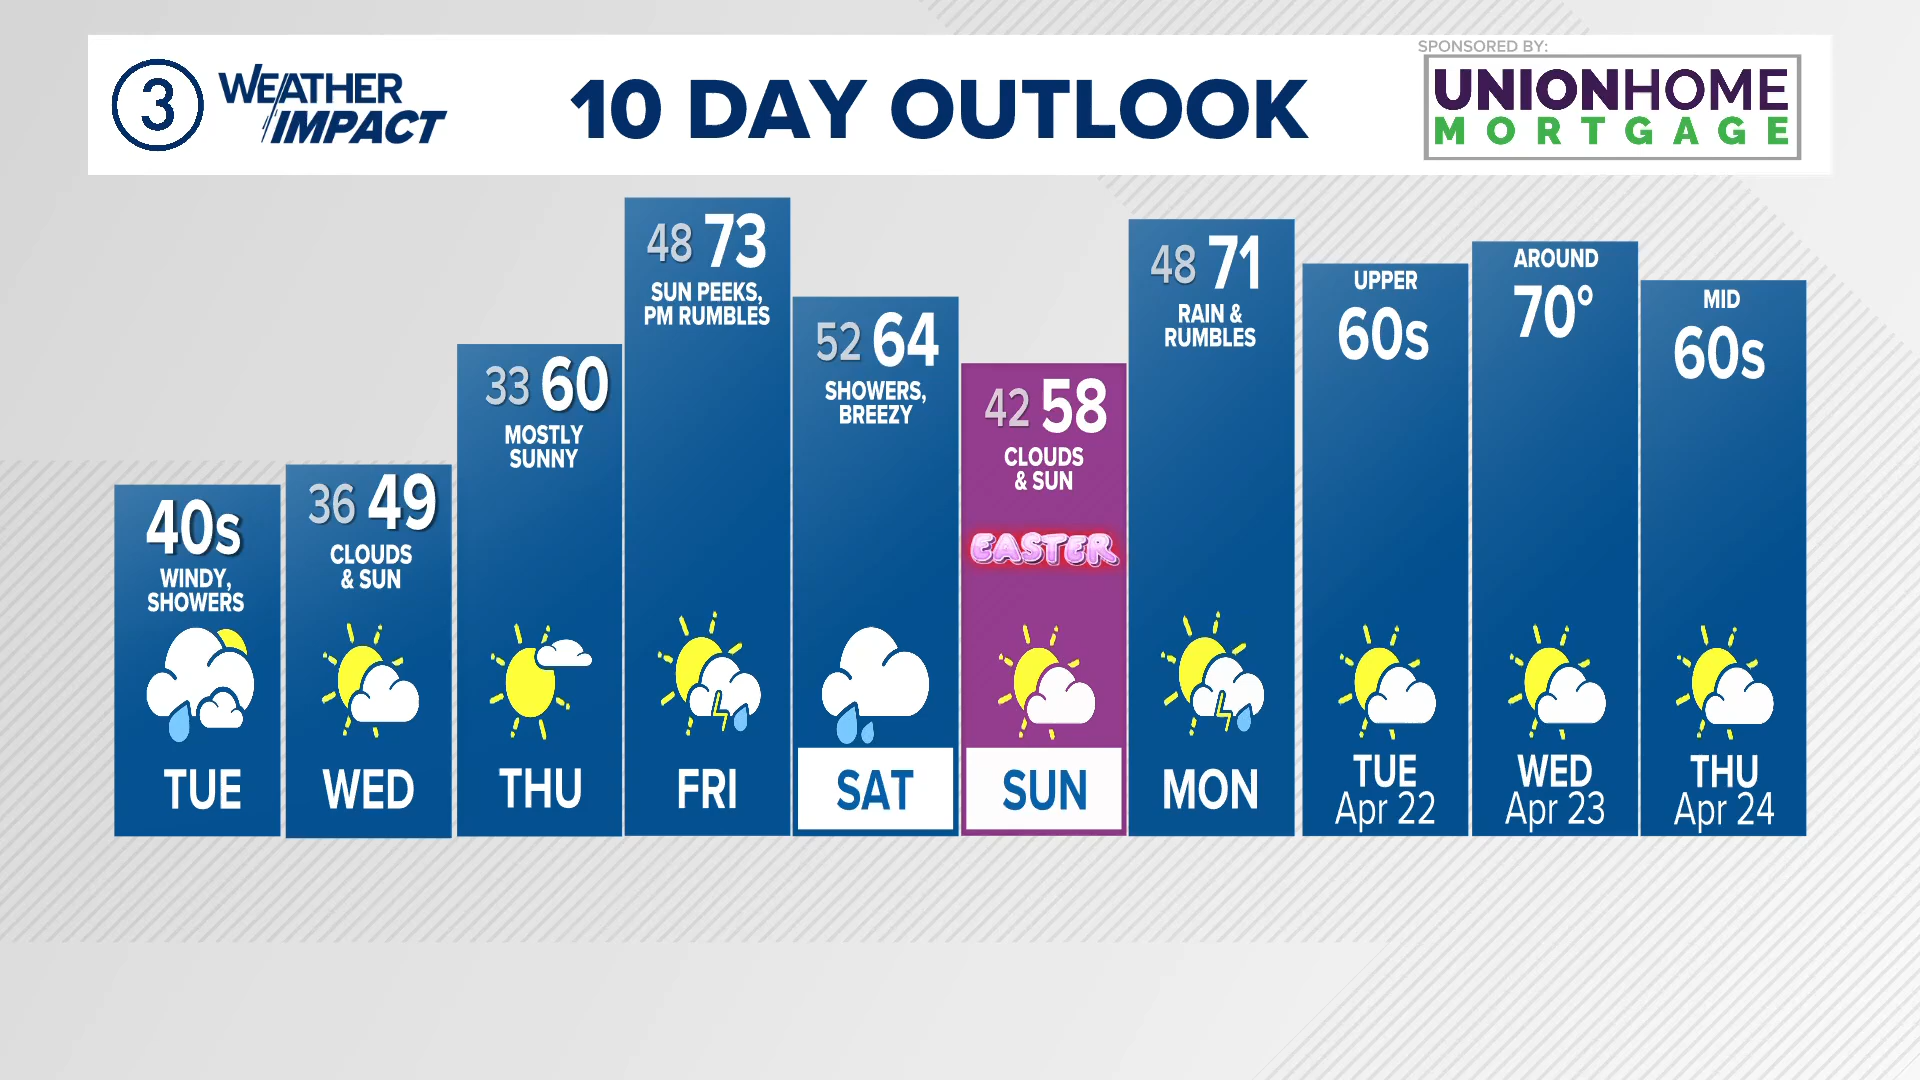 3 WEATHER
IMPACT
10 DAY OUTLOOK
SPONSORED BY:
UNIONHOME
MORTGAGE
40s
WINDY,
SHOWERS
TUE
36 49
CLOUDS
& SUN
WED
33 60
MOSTLY
SUNNY
THU
48 73
SUN PEEKS,
PM RUMBLES
FRI
52 64
SHOWERS,
BREEZY
SAT
42 58
CLOUDS
& SUN
EASTER
SUN
48 71
RAIN &
RUMBLES
MON
UPPER
60s
TUE
Apr 22
AROUND
70°
WED
Apr 23
MID
60s
THU
Apr 24